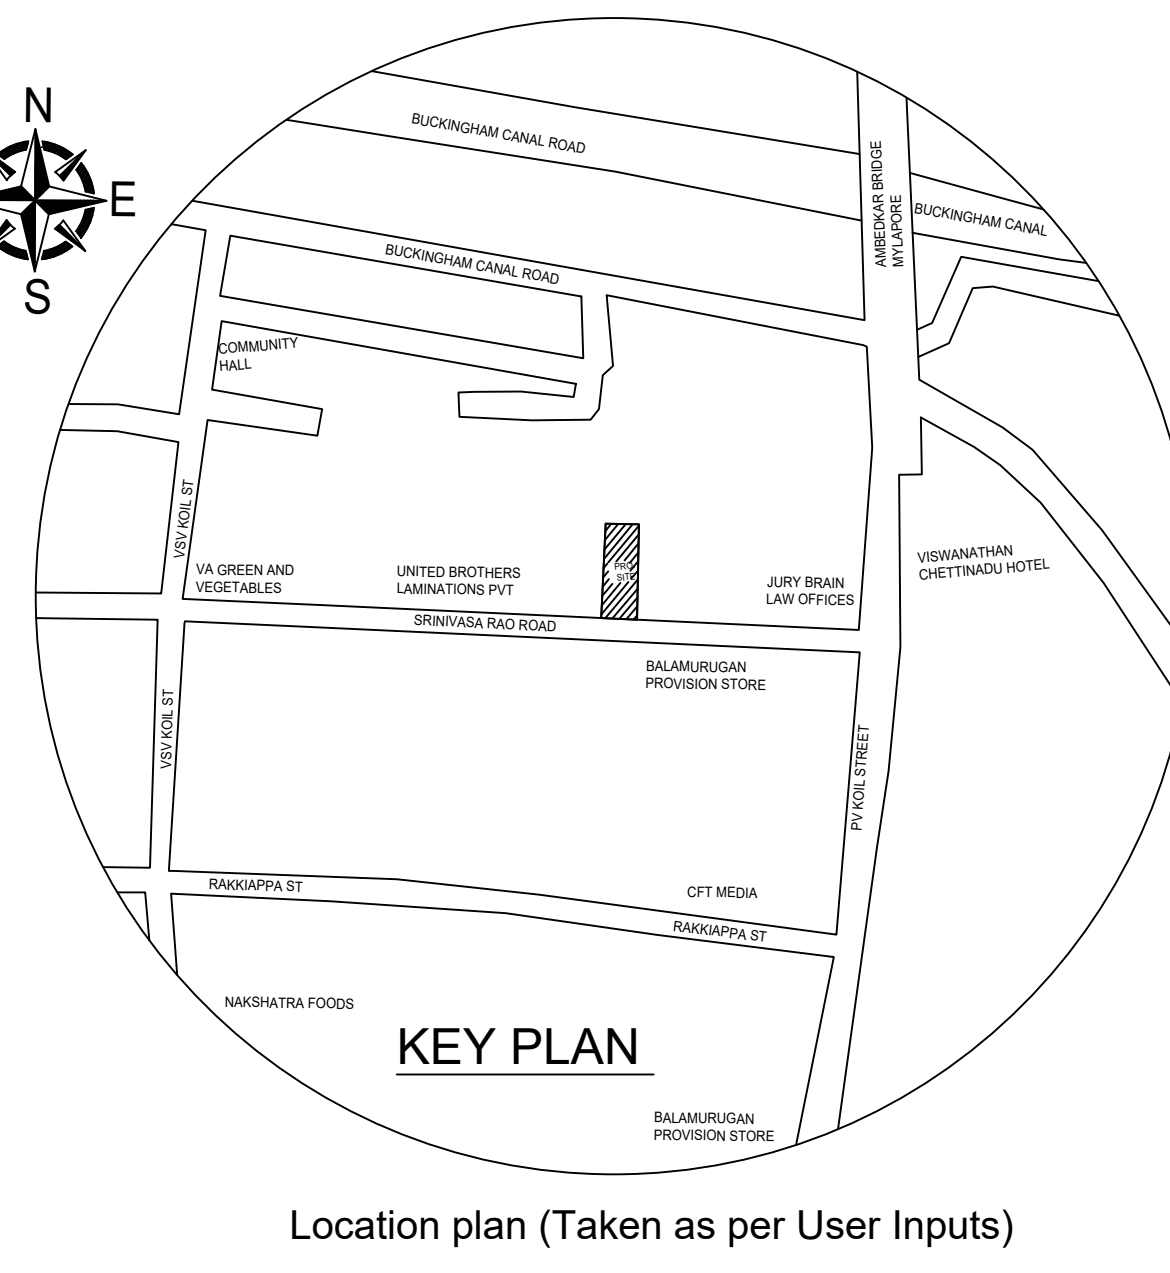 N
E
S
BUCKINGHAM CANAL ROAD
AMBEDKAR BRIDGE
MYLAPORE
BUCKINGHAM CANAL
BUCKINGHAM CANAL ROAD
COMMUNITY
HALL
VSV KOIL ST
VA GREEN AND
VEGETABLES
UNITED BROTHERS
LAMINATIONS PVT
PRO
SITE
JURY BRAIN
LAW OFFICES
VISWANATHAN
CHETTINADU HOTEL
SRINIVASA RAO ROAD
BALAMURUGAN
PROVISION STORE
VSV KOIL ST
PV KOIL STREET
RAKKIAPPA ST
CFT MEDIA
RAKKIAPPA ST
NAKSHATRA FOODS
KEY PLAN
BALAMURUGAN
PROVISION STORE
Location plan (Taken as per User Inputs)